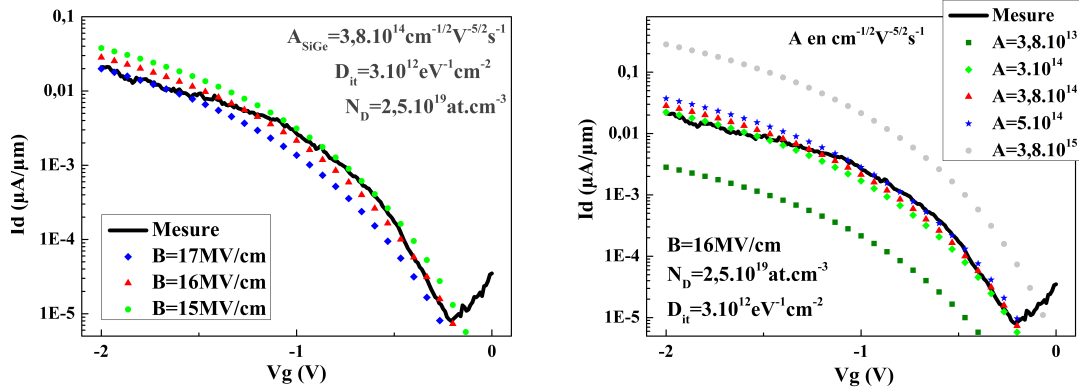 A_SiGe=3,8.10^14cm^-1/2V^-5/2s^-1
D_it=3.10^12eV^-1cm^-2
N_D=2,5.10^19at.cm^-3
0,1
0,01
1E-3
1E-4
1E-5
Id (µA/µm)
Mesure
B=17MV/cm
B=16MV/cm
B=15MV/cm
-2
-1
0
Vg (V)
A en cm^-1/2V^-5/2s^-1
Mesure
A=3,8.10^13
A=3.10^14
A=3,8.10^14
A=5.10^14
A=3,8.10^15
0,1
0,01
1E-3
1E-4
1E-5
Id (µA/µm)
B=16MV/cm
N_D=2,5.10^19at.cm^-3
D_it=3.10^12eV^-1cm^-2
-2
-1
0
Vg (V)